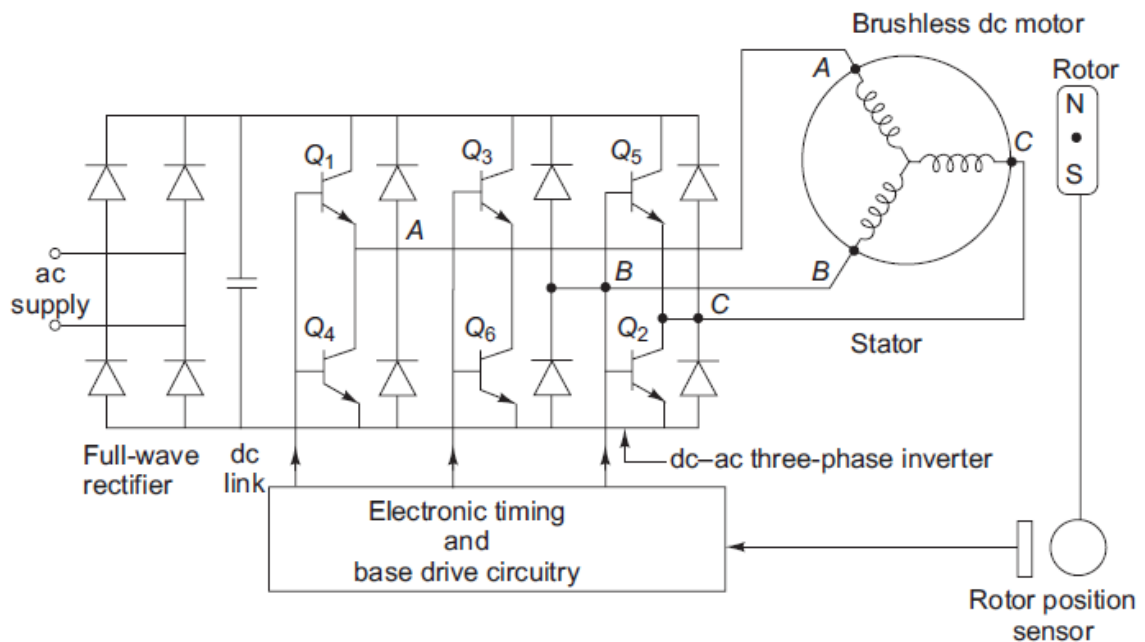 Brushless dc motor
A
Rotor
N
S
C
Q1
Q3
Q5
A
B
B
C
ac
supply
Q4
Q6
Q2
Stator
Full-wave
rectifier
dc
link
dc–ac three-phase inverter
Electronic timing
and
base drive circuitry
Rotor position
sensor